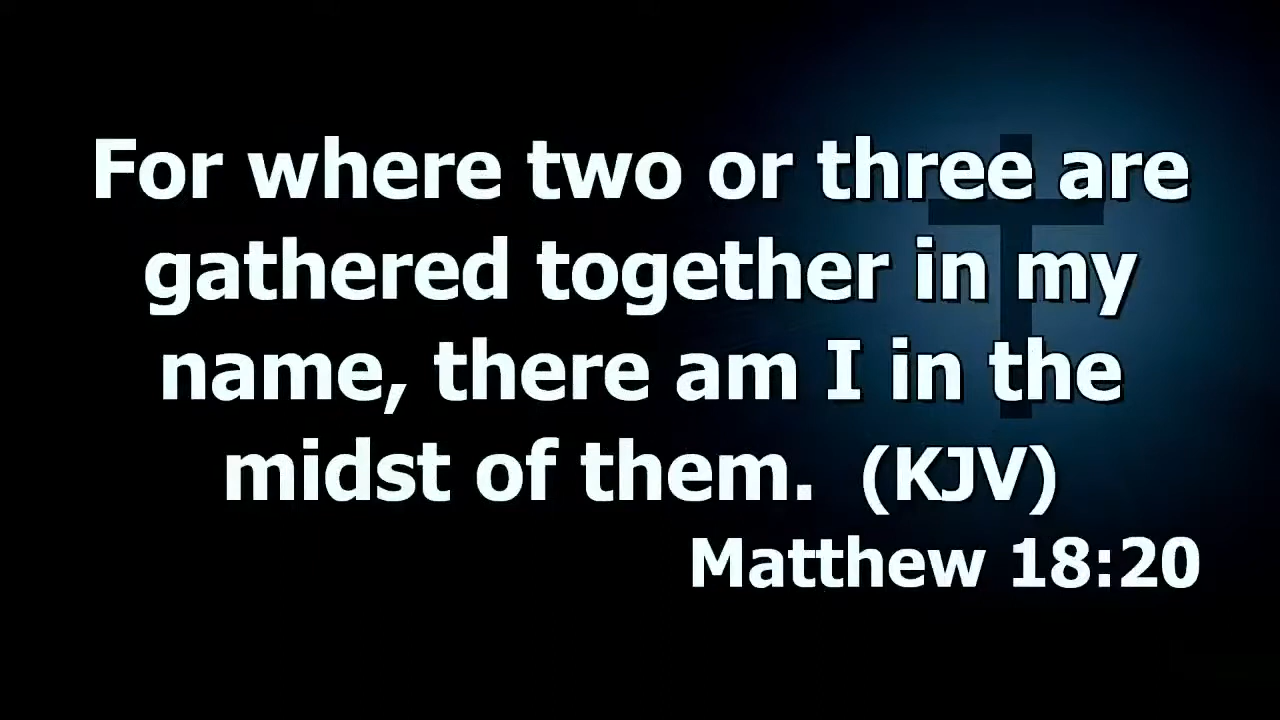 For where two or three are
gathered together in my
name, there am I in the
midst of them. (KJV)
Matthew 18:20